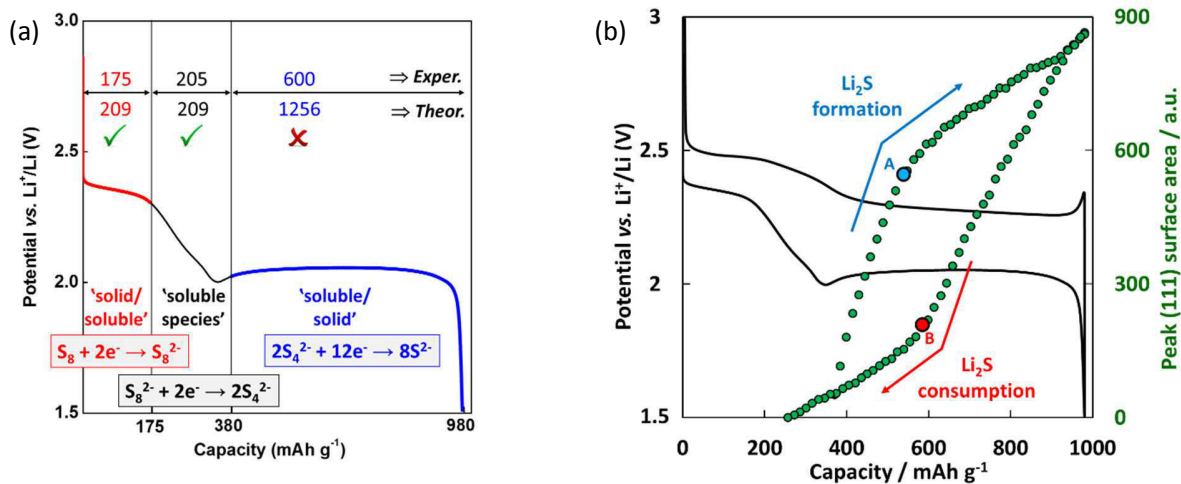 (a)
3.0
2.5
2.0
1.5
Potential vs. Li⁺/Li (V)
175
205
600
⇒ Exper.
209
209
1256
⇒ Theor.
✓
✓
✘
‘solid/
soluble’
‘soluble
species’
‘soluble/
solid’
S₈ + 2e⁻ → S₈²⁻
2S₄²⁻ + 12e⁻ → 8S²⁻
S₈²⁻ + 2e⁻ → 2S₄²⁻
175
380
980
Capacity (mAh g⁻¹)
(b)
3
2.5
2
1.5
Potential vs. Li⁺/Li (V)
Li₂S
formation
A
B
Li₂S
consumption
0
200
400
600
800
1000
Capacity / mAh g⁻¹
900
600
300
0
Peak (111) surface area / a.u.